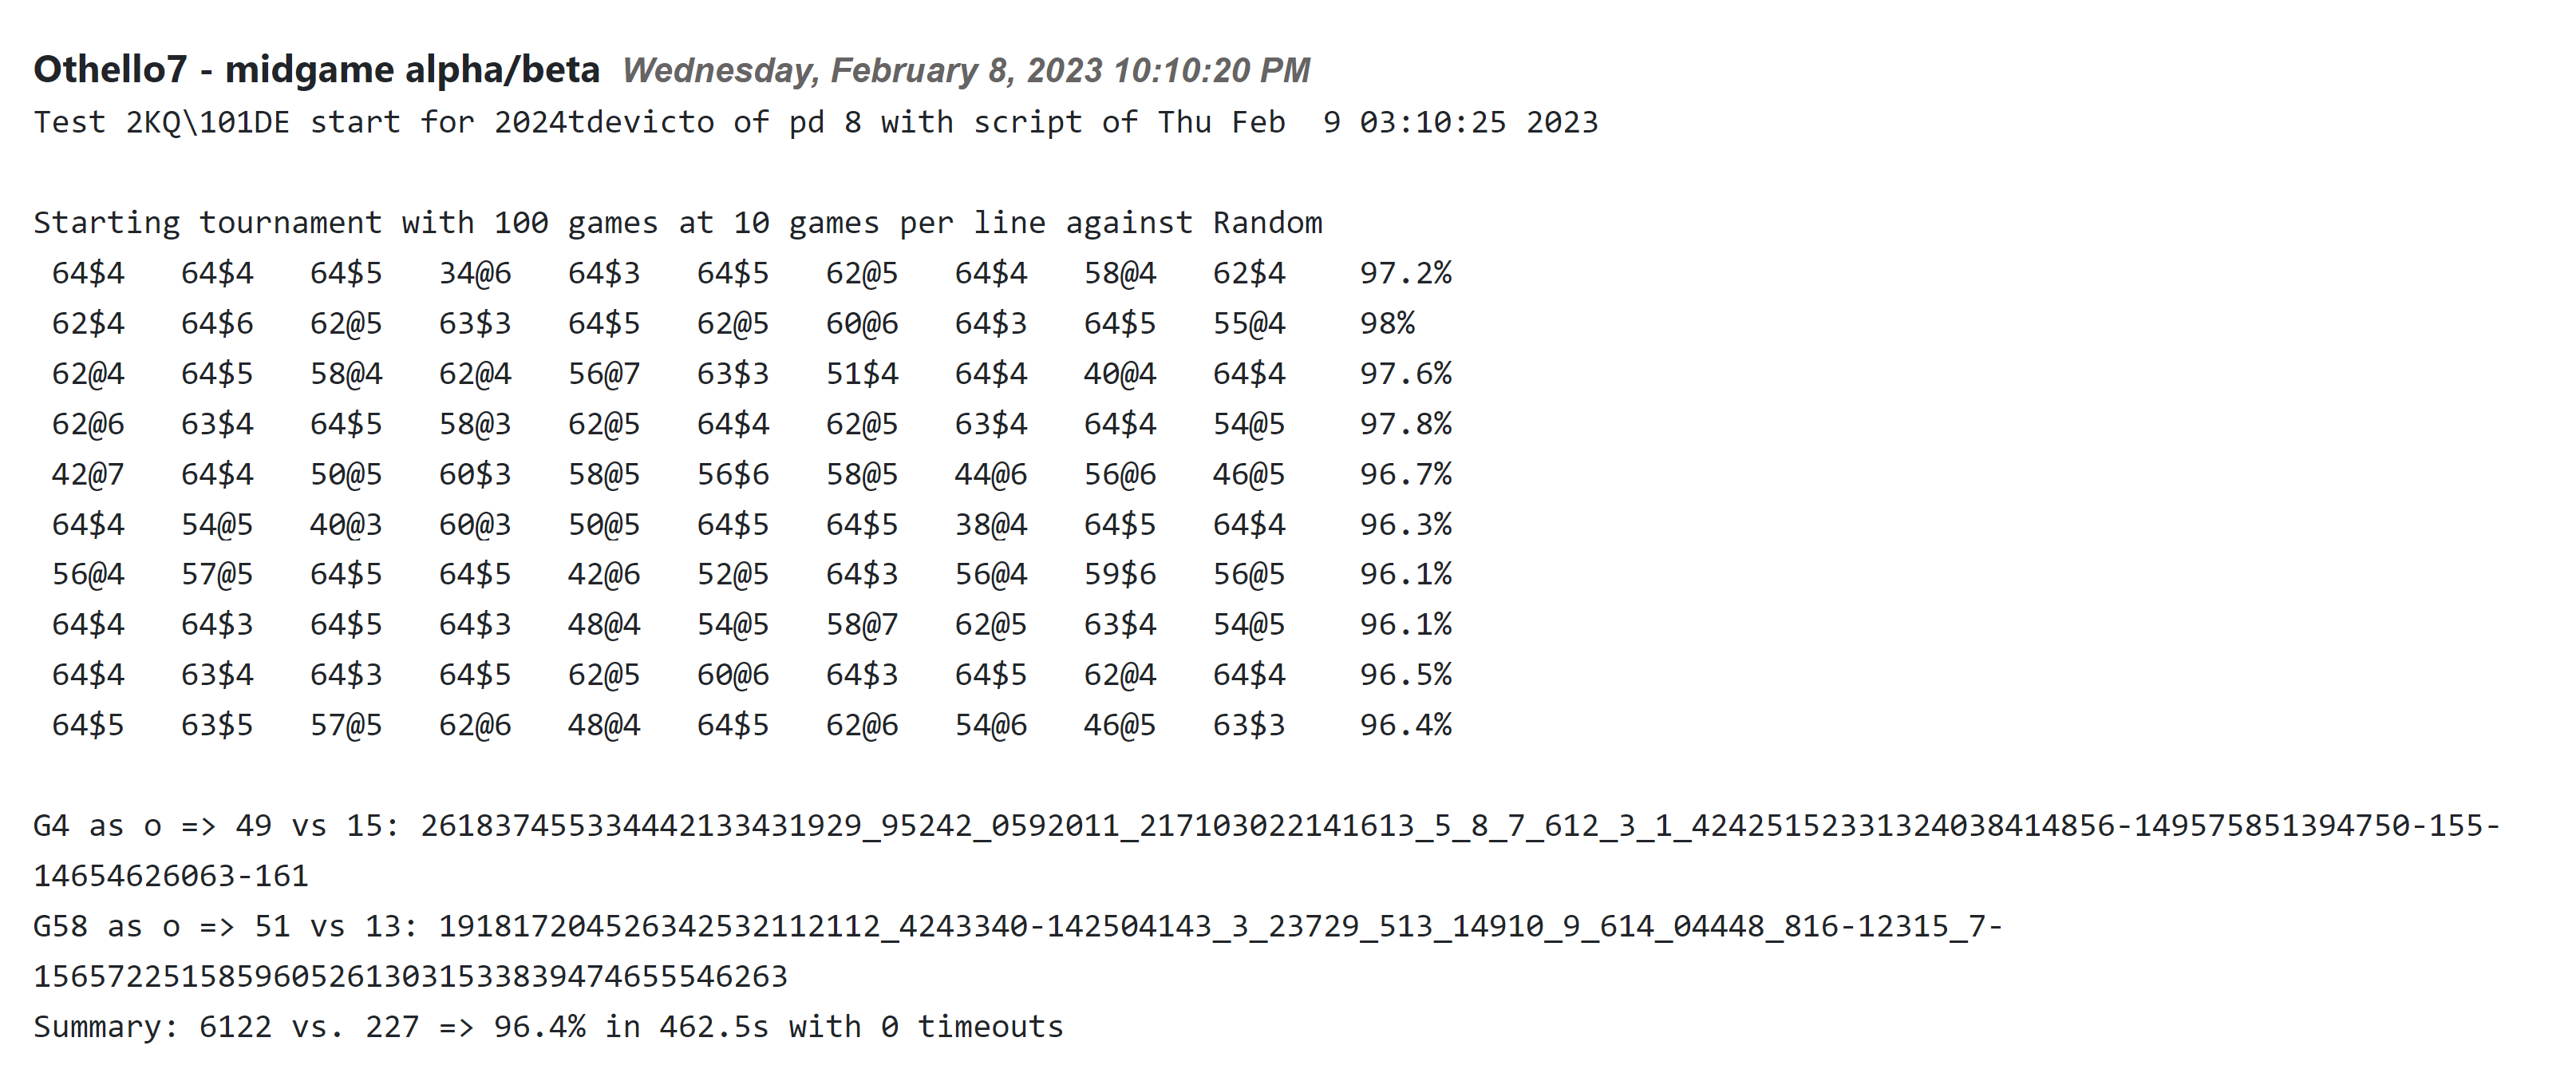 Othello7 - midgame alpha/beta Wednesday, February 8, 2023 10:10:20 PM
Test 2KQ\101DE start for 2024tdevicto of pd 8 with script of Thu Feb  9 03:10:25 2023
Starting tournament with 100 games at 10 games per line against Random
64$4   64$4   64$5   34@6   64$3   64$5   62@5   64$4   58@4   62$4    97.2%
62$4   64$6   62@5   63$3   64$5   62@5   60@6   64$3   64$5   55@4    98%
62@4   64$5   58@4   62@4   56@7   63$3   51$4   64$4   40@4   64$4    97.6%
62@6   63$4   64$5   58@3   62@5   64$4   62@5   63$4   64$4   54@5    97.8%
42@7   64$4   50@5   60$3   58@5   56$6   58@5   44@6   56@6   46@5    96.7%
64$4   54@5   40@3   60@3   50@5   64$5   64$5   38@4   64$5   64$4    96.3%
56@4   57@5   64$5   64$5   42@6   52@5   64$3   56@4   59$6   56@5    96.1%
64$4   64$3   64$5   64$3   48@4   54@5   58@7   62@5   63$4   54@5    96.1%
64$4   63$4   64$3   64$5   62@5   60@6   64$3   64$5   62@4   64$4    96.5%
64$5   63$5   57@5   62@6   48@4   64$5   62@6   54@6   46@5   63$3    96.4%
G4 as o => 49 vs 15: 261837455334442133431929_95242_0592011_217103022141613_5_8_7_612_3_1_42425152331324038414856-149575851394750-155-
14654626063-161
G58 as o => 51 vs 13: 191817204526342532112112_4243340-142504143_3_23729_513_14910_9_614_04448_816-12315_7-
15657225158596052613031533839474655546263
Summary: 6122 vs. 227 => 96.4% in 462.5s with 0 timeouts